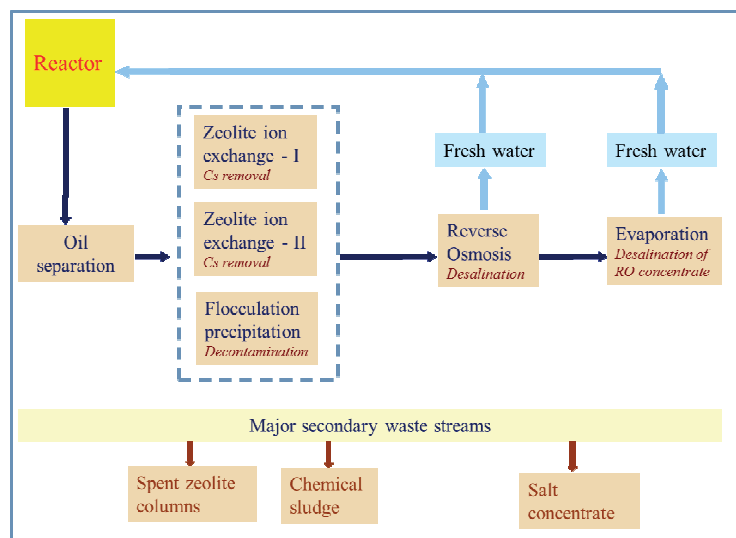 Reactor
Oil
separation
Zeolite ion
exchange - I
Cs removal
Zeolite ion
exchange - II
Cs removal
Flocculation
precipitation
Decontamination
Fresh water
Reverse
Osmosis
Desalination
Fresh water
Evaporation
Desalination of
RO concentrate
Major secondary waste streams
Spent zeolite
columns
Chemical
sludge
Salt
concentrate